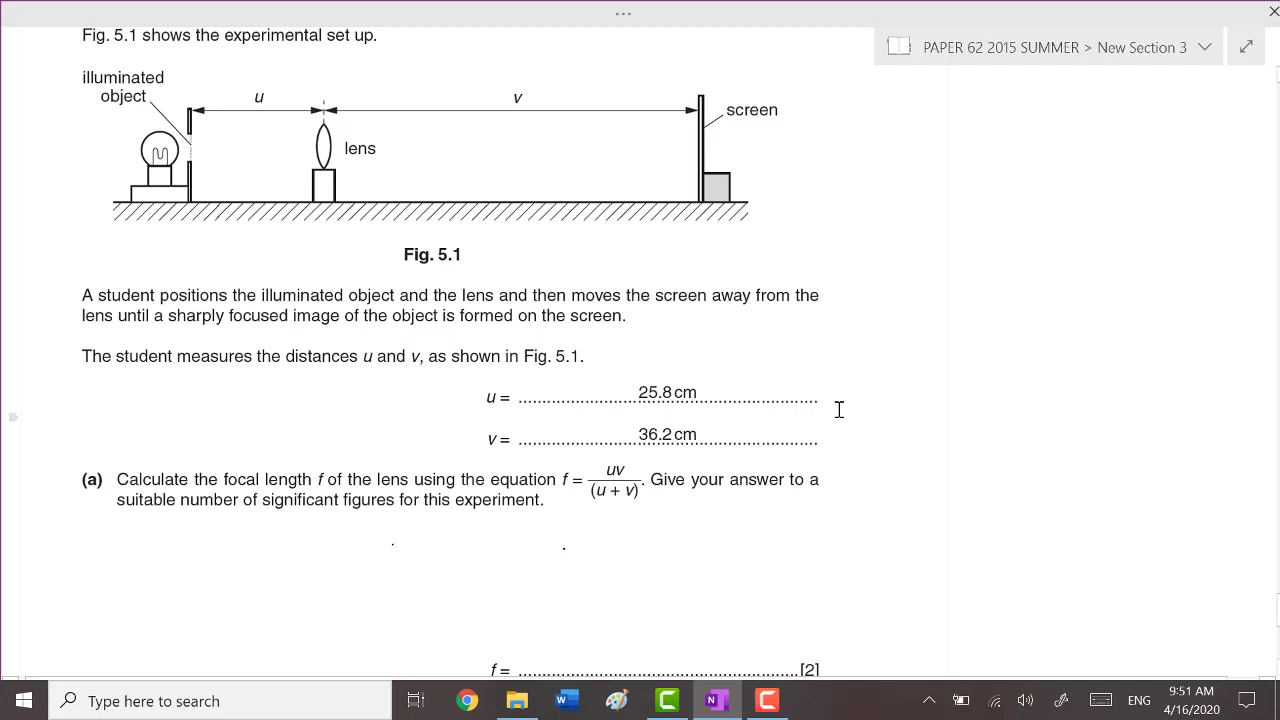 ...
PAPER 62 2015 SUMMER > New Section 3
Fig. 5.1 shows the experimental set up.
illuminated
object
u
v
screen
lens
Fig. 5.1
A student positions the illuminated object and the lens and then moves the screen away from the
lens until a sharply focused image of the object is formed on the screen.
The student measures the distances u and v, as shown in Fig. 5.1.
u = .......... 25.8 cm ..........
v = .......... 36.2 cm ..........
(a) Calculate the focal length f of the lens using the equation f = uv/(u + v). Give your answer to a
suitable number of significant figures for this experiment.
f = .......... [2]
Type here to search
ENG
9:51 AM
4/16/2020